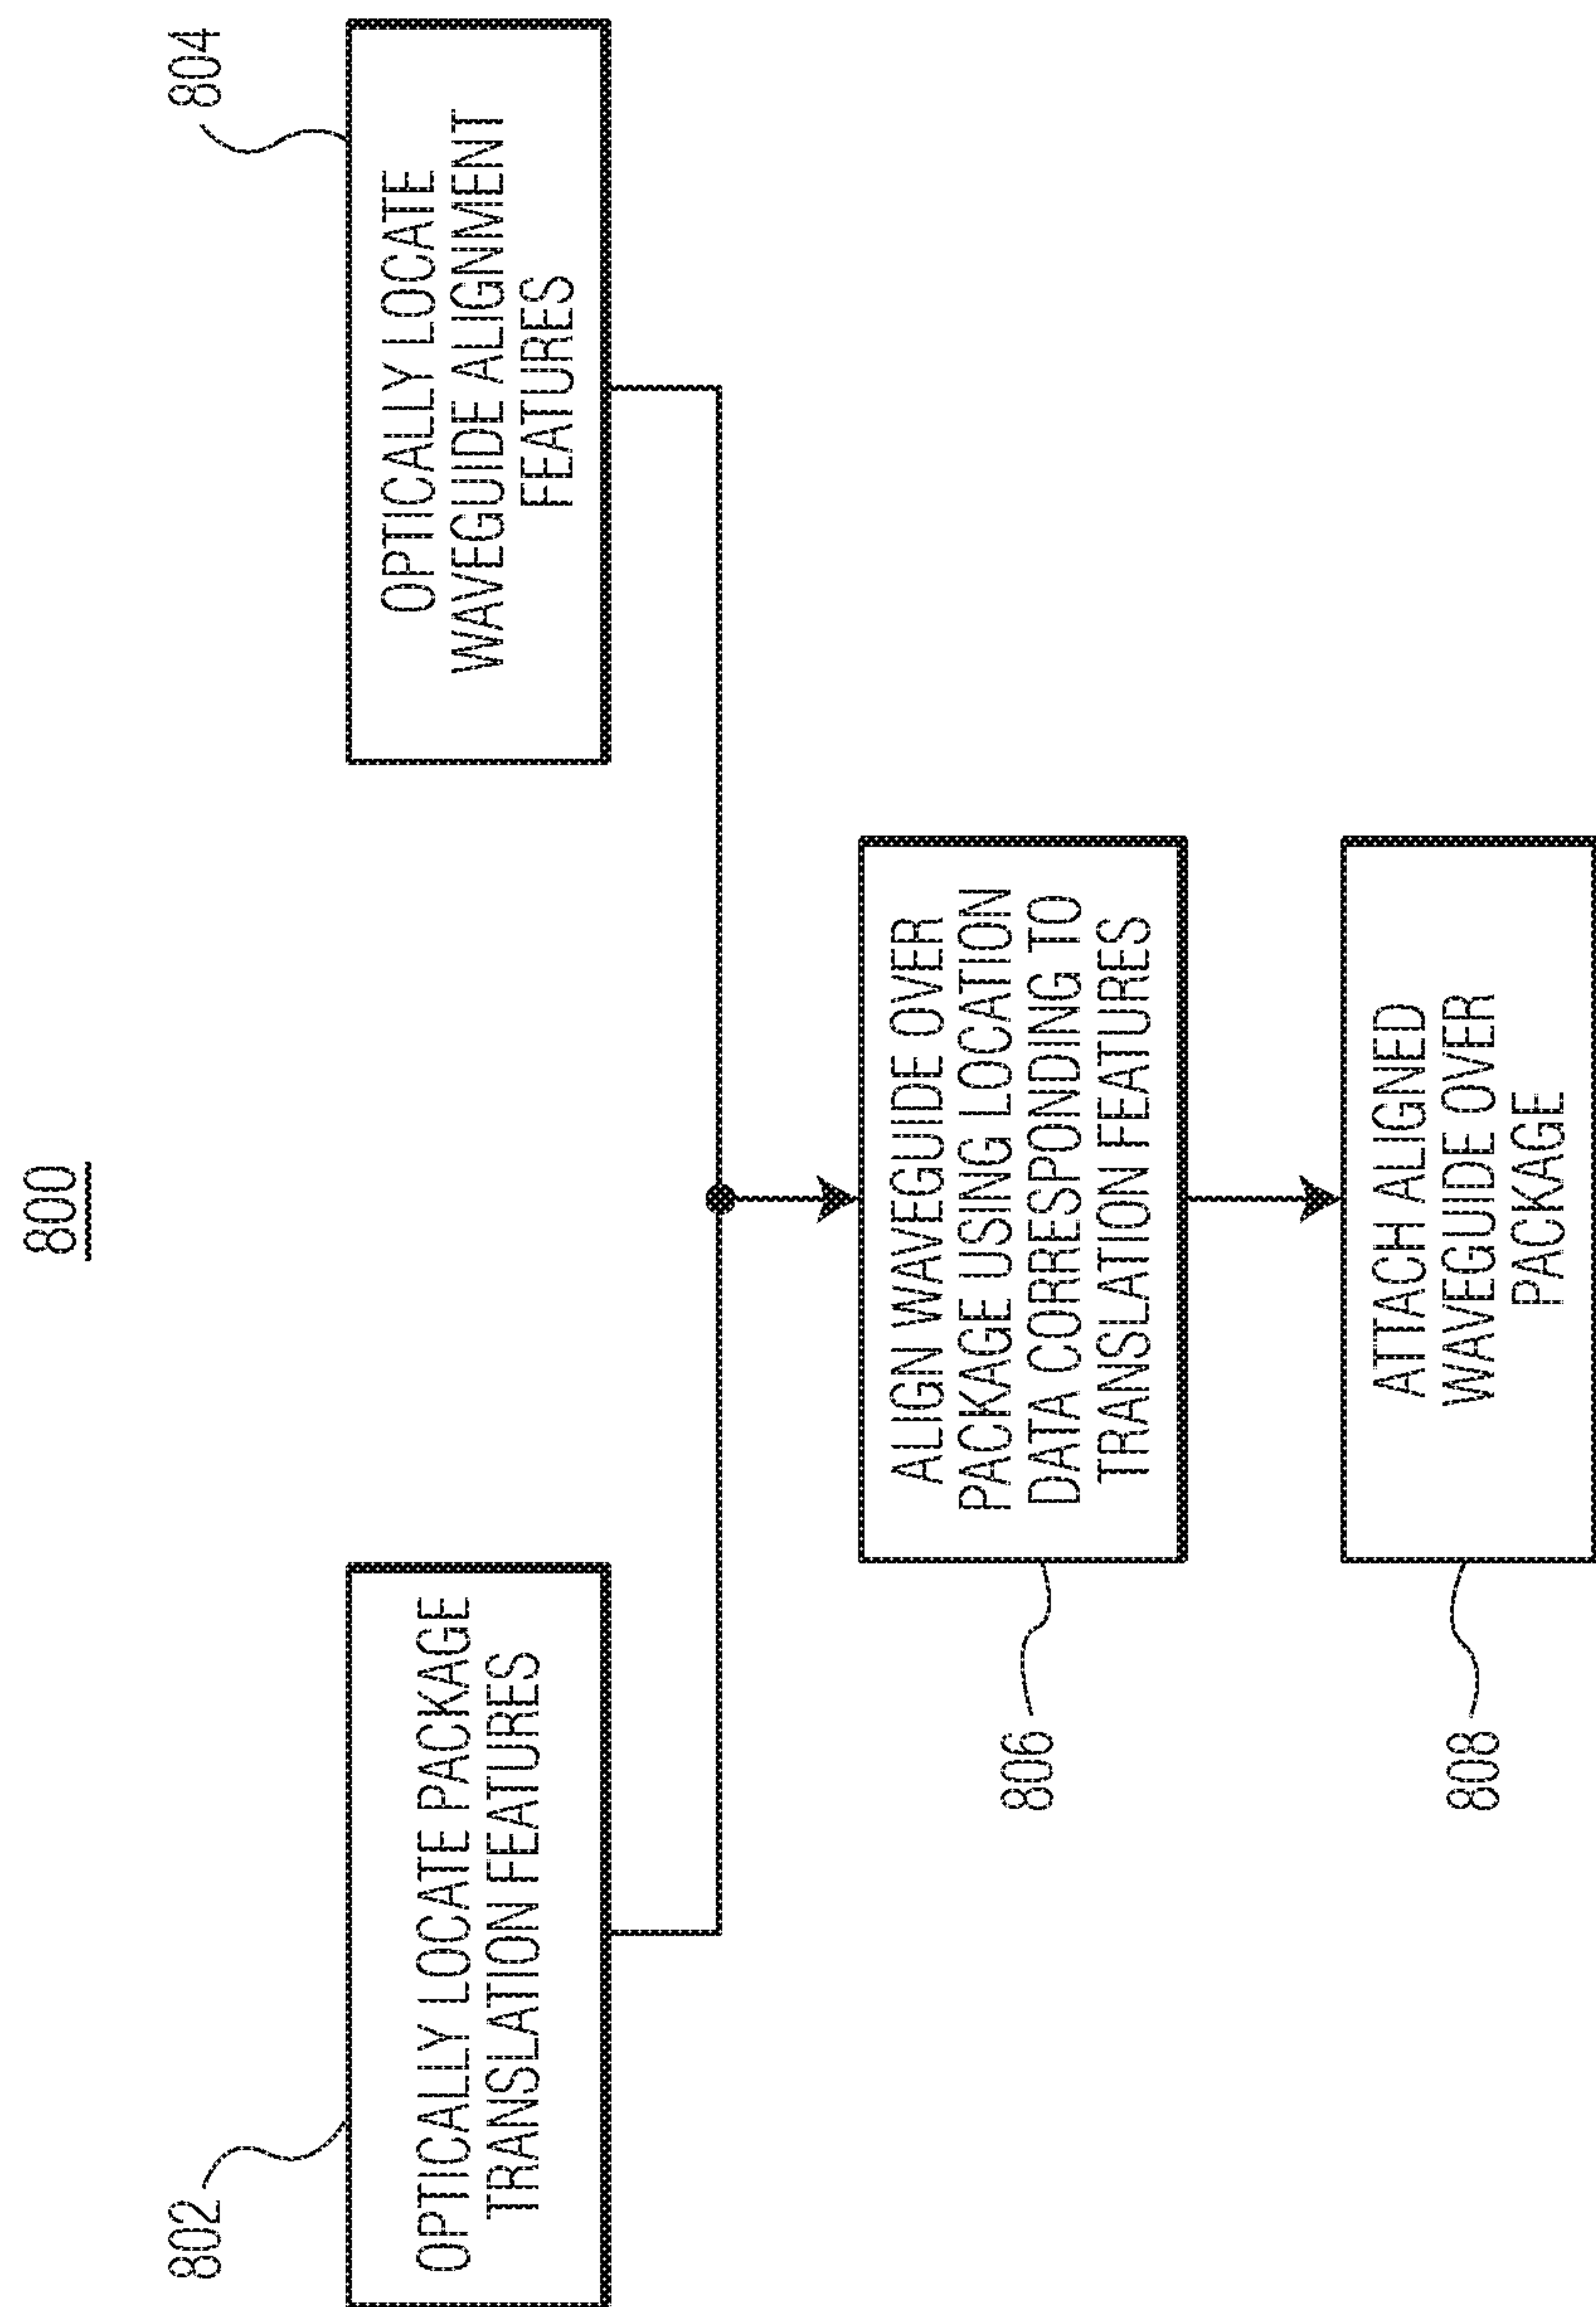 800
802
OPTICALLY LOCATE PACKAGE
TRANSLATION FEATURES
804
OPTICALLY LOCATE
WAVEGUIDE ALIGNMENT
FEATURES
806
ALIGN WAVEGUIDE OVER
PACKAGE USING LOCATION
DATA CORRESPONDING TO
TRANSLATION FEATURES
808
ATTACH ALIGNED
WAVEGUIDE OVER
PACKAGE